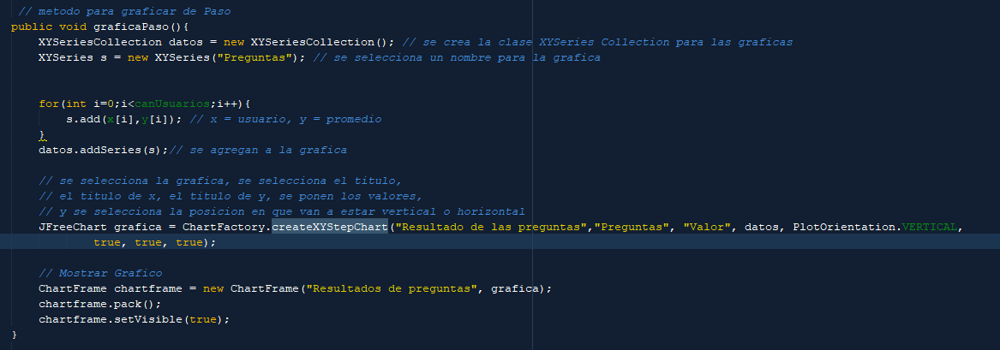 // metodo para graficar de Paso
public void graficaPaso(){
XYSeriesCollection datos = new XYSeriesCollection(); // se crea la clase XYSeries Collection para las graficas
XYSeries s = new XYSeries("Preguntas"); // se selecciona un nombre para la grafica
for(int i=0;i<canUsuarios;i++){
s.add(x[i],y[i]); // x = usuario, y = promedio
}
datos.addSeries(s);// se agregan a la grafica
// se selecciona la grafica, se selecciona el titulo,
// el titulo de x, el titulo de y, se ponen los valores,
// y se selecciona la posicion en que van a estar vertical o horizontal
JFreeChart grafica = ChartFactory.createXYStepChart("Resultado de las preguntas","Preguntas", "Valor", datos, PlotOrientation.VERTICAL,
true, true, true);
// Mostrar Grafico
ChartFrame chartframe = new ChartFrame("Resultados de preguntas", grafica);
chartframe.pack();
chartframe.setVisible(true);
}